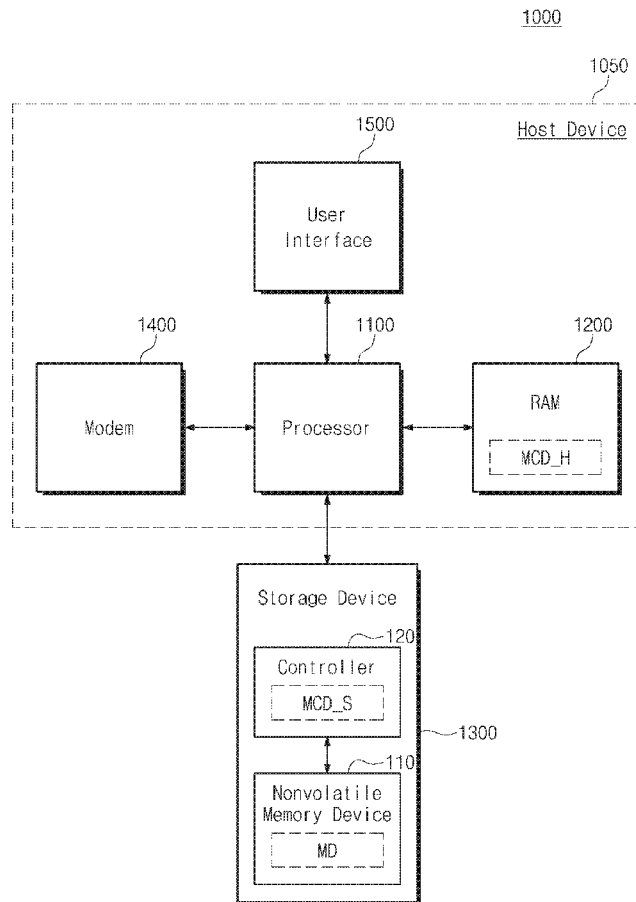 1000
1050
Host Device
1500
User
Interface
1400
1100
1200
Modem
Processor
RAM
MCD_H
Storage Device
120
Controller
MCD_S
1300
110
Nonvolatile
Memory Device
MD